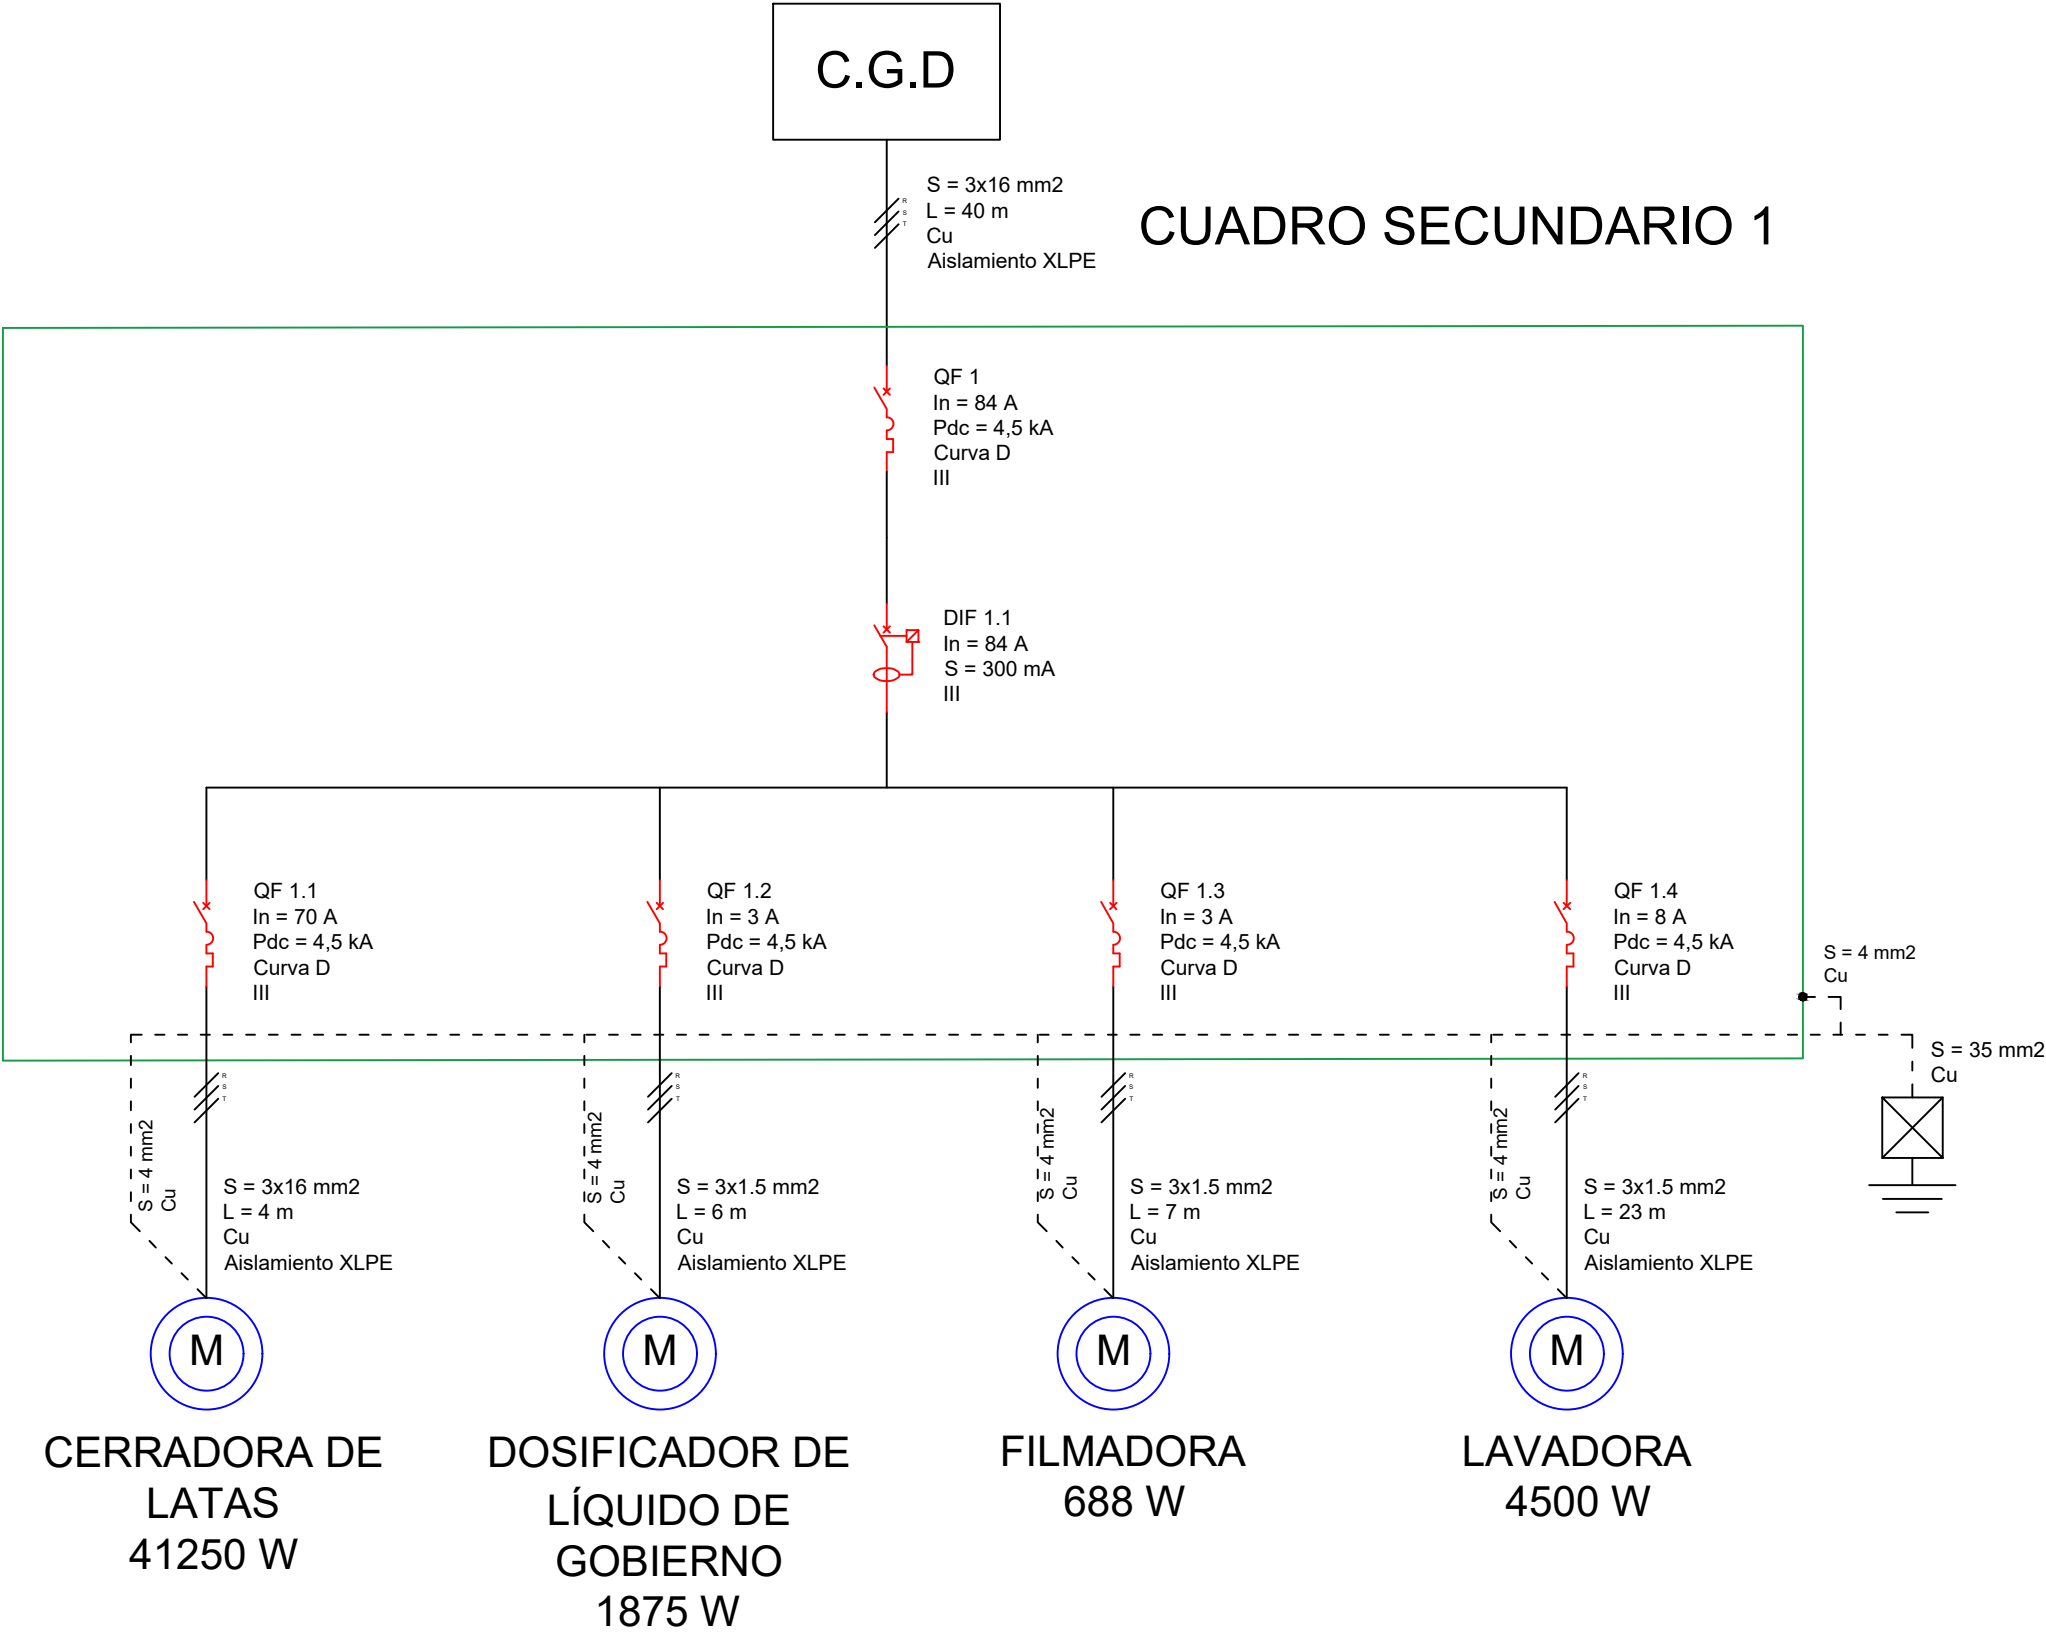 C.G.D
S = 3x16 mm2
L = 40 m
Cu
Aislamiento XLPE
R
S
T
CUADRO SECUNDARIO 1
QF 1
In = 84 A
Pdc = 4,5 kA
Curva D
III
DIF 1.1
In = 84 A
S = 300 mA
III
QF 1.1
In = 70 A
Pdc = 4,5 kA
Curva D
III
QF 1.2
In = 3 A
Pdc = 4,5 kA
Curva D
III
QF 1.3
In = 3 A
Pdc = 4,5 kA
Curva D
III
QF 1.4
In = 8 A
Pdc = 4,5 kA
Curva D
III
S = 4 mm2
Cu
S = 35 mm2
Cu
R
S
T
S = 4 mm2
Cu
S = 3x16 mm2
L = 4 m
Cu
Aislamiento XLPE
R
S
T
S = 4 mm2
Cu
S = 3x1.5 mm2
L = 6 m
Cu
Aislamiento XLPE
R
S
T
S = 4 mm2
Cu
S = 3x1.5 mm2
L = 7 m
Cu
Aislamiento XLPE
R
S
T
S = 4 mm2
Cu
S = 3x1.5 mm2
L = 23 m
Cu
Aislamiento XLPE
M
CERRADORA DE
LATAS
41250 W
M
DOSIFICADOR DE
LÍQUIDO DE
GOBIERNO
1875 W
M
FILMADORA
688 W
M
LAVADORA
4500 W